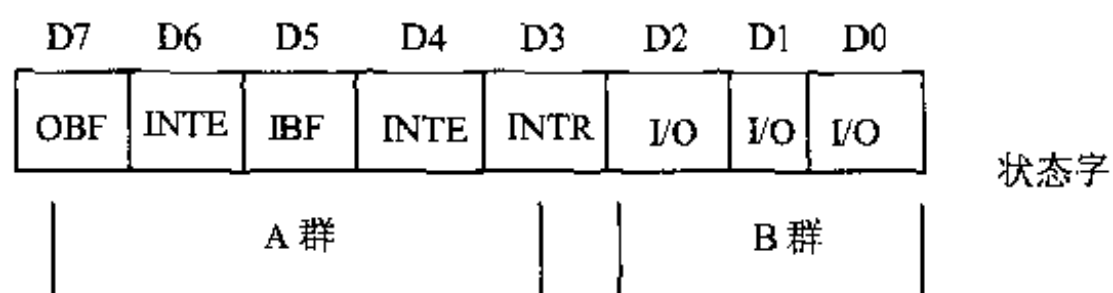 D7 D6 D5 D4 D3 D2 D1 D0
OBF INTE IBF INTE INTR I/O I/O I/O
状态字
A 群 B 群